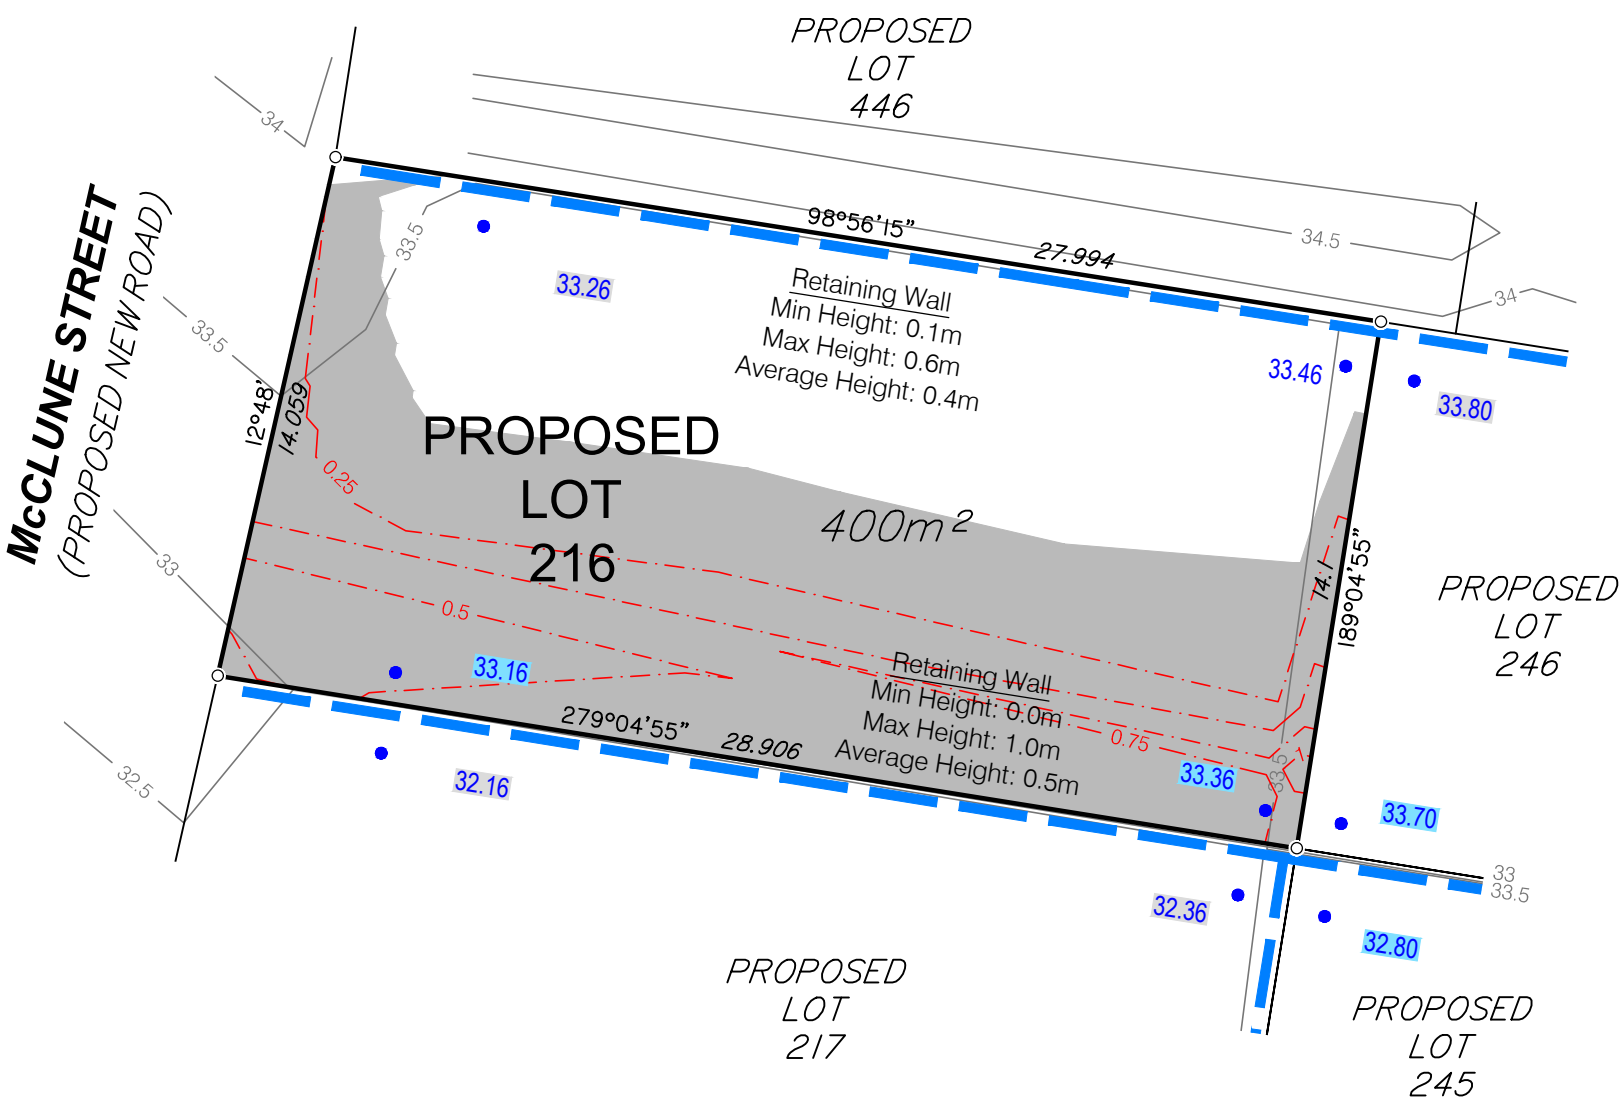 PROPOSED
LOT
446
34
34.5
34
98°56'15"
27.994
McCLUNE STREET
(PROPOSED NEW ROAD)
33.5
33.5
33.26
Retaining Wall
Min Height: 0.1m
Max Height: 0.6m
Average Height: 0.4m
33.46
33.80
12°48'
14.059
PROPOSED
LOT
216
400m²
0.25
0.5
33
14.1
189°04'55"
PROPOSED
LOT
246
33.16
Retaining Wall
Min Height: 0.0m
Max Height: 1.0m
Average Height: 0.5m
0.75
279°04'55"
28.906
33.36
33.5
33.70
32.5
32.16
33
33.5
32.36
32.80
PROPOSED
LOT
217
PROPOSED
LOT
245